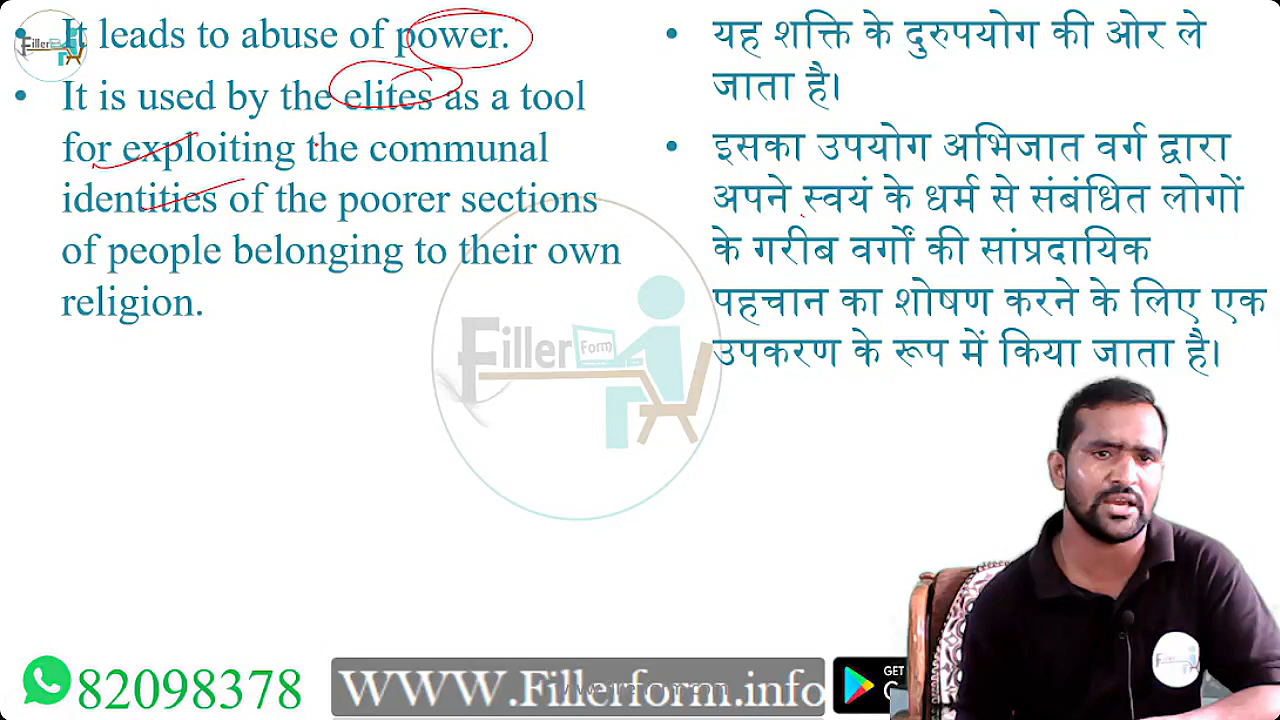 • It leads to abuse of power.
• It is used by the elites as a tool
for exploiting the communal
identities of the poorer sections
of people belonging to their own
religion.
• यह शक्ति के दुरुपयोग की ओर ले
जाता है।
• इसका उपयोग अभिजात वर्ग द्वारा
अपने स्वयं के धर्म से संबंधित लोगों
के गरीब वर्गों की सांप्रदायिक
पहचान का शोषण करने के लिए एक
उपकरण के रूप में किया जाता है।
Filler Form
82098378
WWW.Fillerform.info
GET